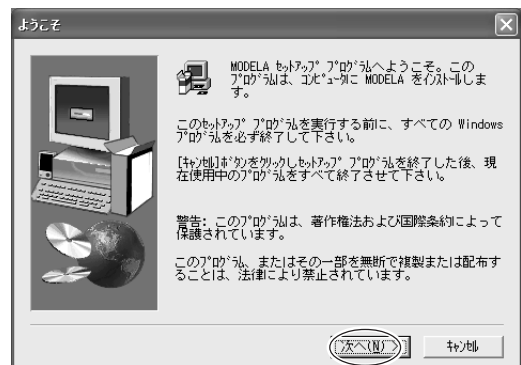 ようこそ
MODELA ｾｯﾄｱｯﾌﾟ ﾌﾟﾛｸﾞﾗﾑへようこそ。この
ﾌﾟﾛｸﾞﾗﾑは、ｺﾝﾋﾟｭｰﾀに MODELA をｲﾝｽﾄｰﾙしま
す。
このｾｯﾄｱｯﾌﾟ ﾌﾟﾛｸﾞﾗﾑを実行する前に、すべての Windows
ﾌﾟﾛｸﾞﾗﾑを必ず終了して下さい。
[ｷｬﾝｾﾙ]ﾎﾞﾀﾝをｸﾘｯｸしｾｯﾄｱｯﾌﾟ ﾌﾟﾛｸﾞﾗﾑを終了した後、現
在使用中のﾌﾟﾛｸﾞﾗﾑをすべて終了させて下さい。
警告: このﾌﾟﾛｸﾞﾗﾑは、著作権法および国際条約によって
保護されています。
このﾌﾟﾛｸﾞﾗﾑ、またはその一部を無断で複製または配布す
ることは、法律により禁止されています。
次へ(N) >
ｷｬﾝｾﾙ